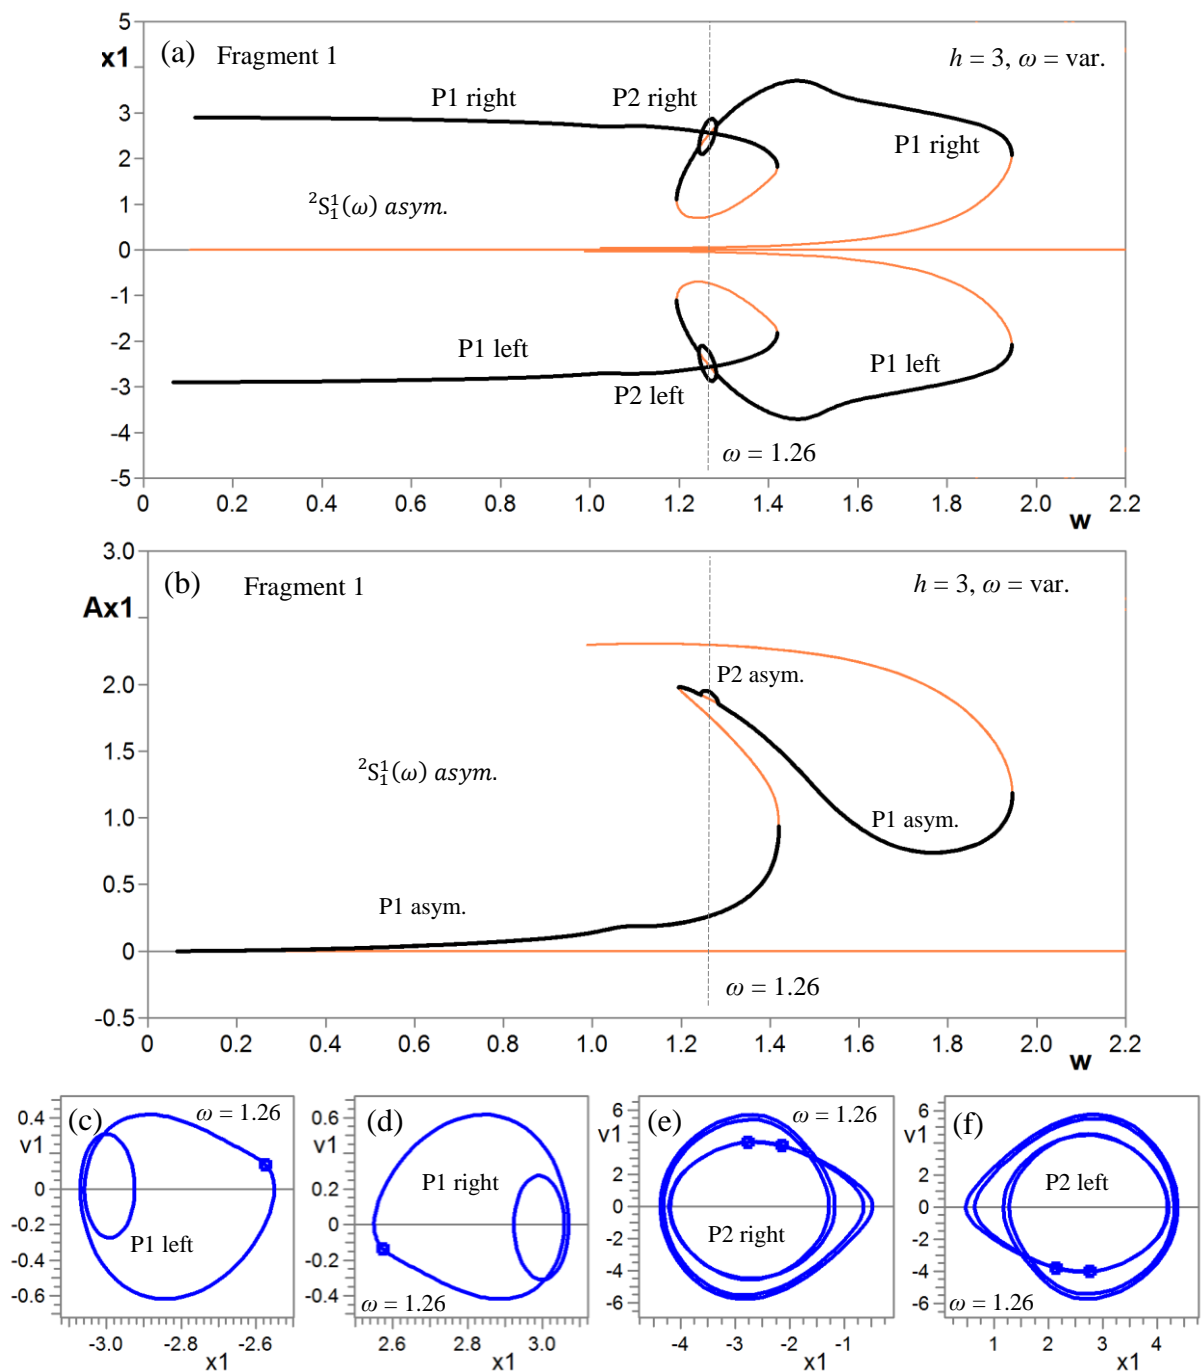 5
x1
(a)
Fragment 1
h = 3, ω = var.
P1 right
P2 right
3
2
P1 right
²S₁¹(ω) asym.
1
0
-1
-2
P1 left
P1 left
-3
P2 left
-4
ω = 1.26
-5
0 0.2 0.4 0.6 0.8 1.0 1.2 1.4 1.6 1.8 2.0 2.2
w
3.0
(b)
Fragment 1
h = 3, ω = var.
Ax1
P2 asym.
2.0
1.5
²S₁¹(ω) asym.
1.0
P1 asym.
0.5
P1 asym.
0
ω = 1.26
-0.5
0 0.2 0.4 0.6 0.8 1.0 1.2 1.4 1.6 1.8 2.0 2.2
w
(c)
ω = 1.26
0.4
v1
0
-0.2
-0.4
-0.6
P1 left
-3.0 -2.8 -2.6
x1
(d)
0.6
v1
P1 right
0.2
0
-0.2
-0.4
ω = 1.26
2.6 2.8 3.0
x1
(e)
ω = 1.26
6
v1
4
2
0
-2
-4
-6
P2 right
-4 -3 -2 -1
x1
(f)
6
v1
P2 left
4
2
0
-2
-4
-6
ω = 1.26
1 2 3 4
x1